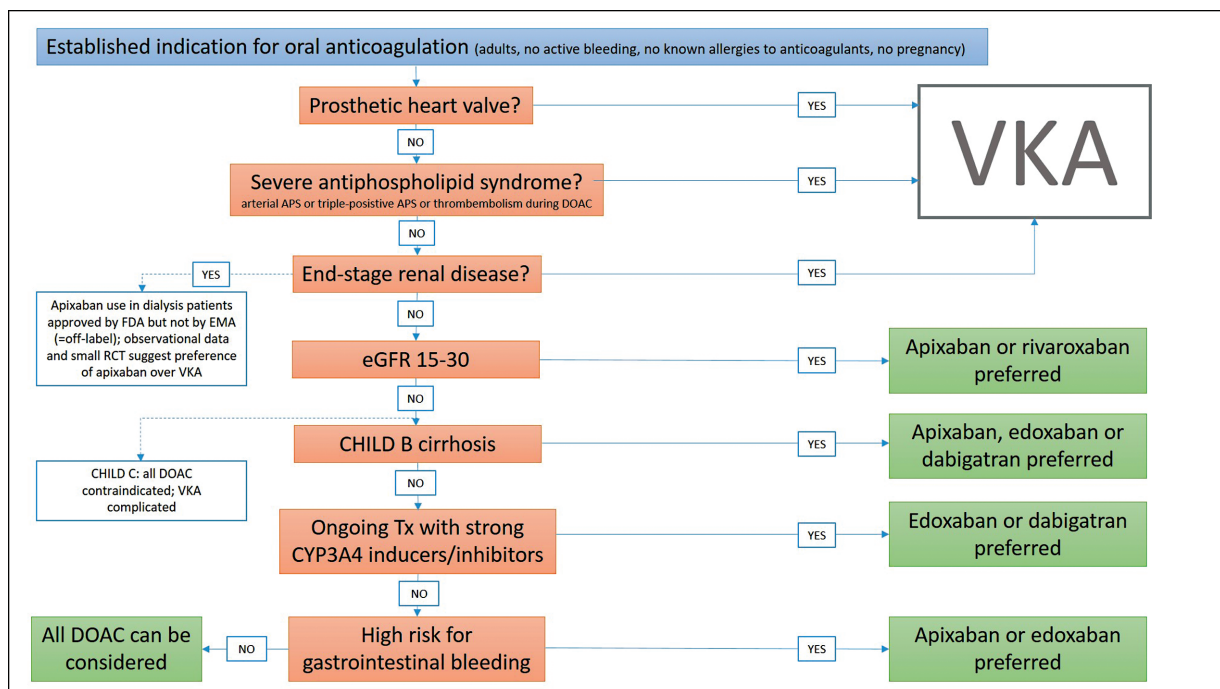 Established indication for oral anticoagulation (adults, no active bleeding, no known allergies to anticoagulants, no pregnancy)
Prosthetic heart valve?
YES
VKA
NO
Severe antiphospholipid syndrome?
arterial APS or triple-posistive APS or thrombembolism during DOAC
YES
NO
YES
End-stage renal disease?
YES
Apixaban use in dialysis patients
approved by FDA but not by EMA
(=off-label); observational data
and small RCT suggest preference
of apixaban over VKA
NO
eGFR 15-30
YES
Apixaban or rivaroxaban
preferred
NO
CHILD B cirrhosis
YES
Apixaban, edoxaban or
dabigatran preferred
CHILD C: all DOAC
contraindicated; VKA
complicated
NO
Ongoing Tx with strong
CYP3A4 inducers/inhibitors
YES
Edoxaban or dabigatran
preferred
NO
All DOAC can be
considered
NO
High risk for
gastrointestinal bleeding
YES
Apixaban or edoxaban
preferred